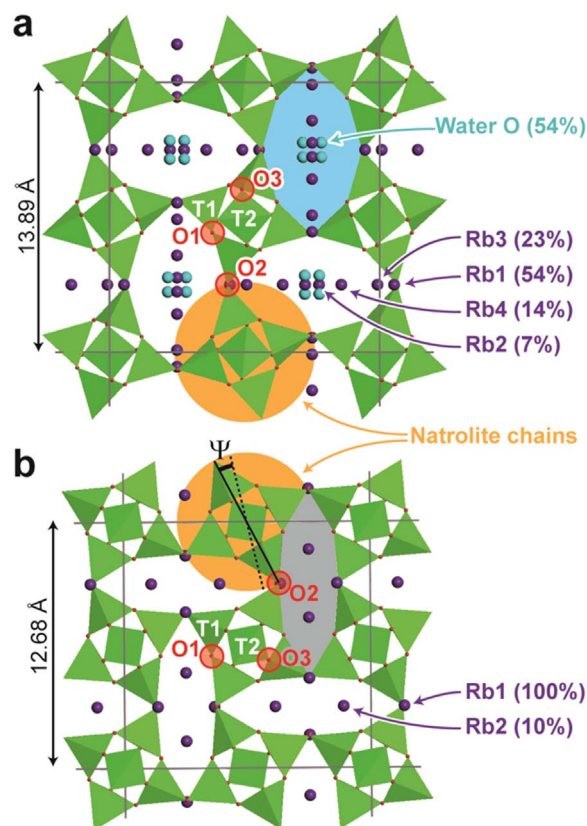 a
Water O (54%)
13.89 Å
O3
T1
T2
O1
O2
Rb3 (23%)
Rb1 (54%)
Rb4 (14%)
Rb2 (7%)
Natrolite chains
b
Ψ
12.68 Å
O2
T1
T2
O1
O3
Rb1 (100%)
Rb2 (10%)